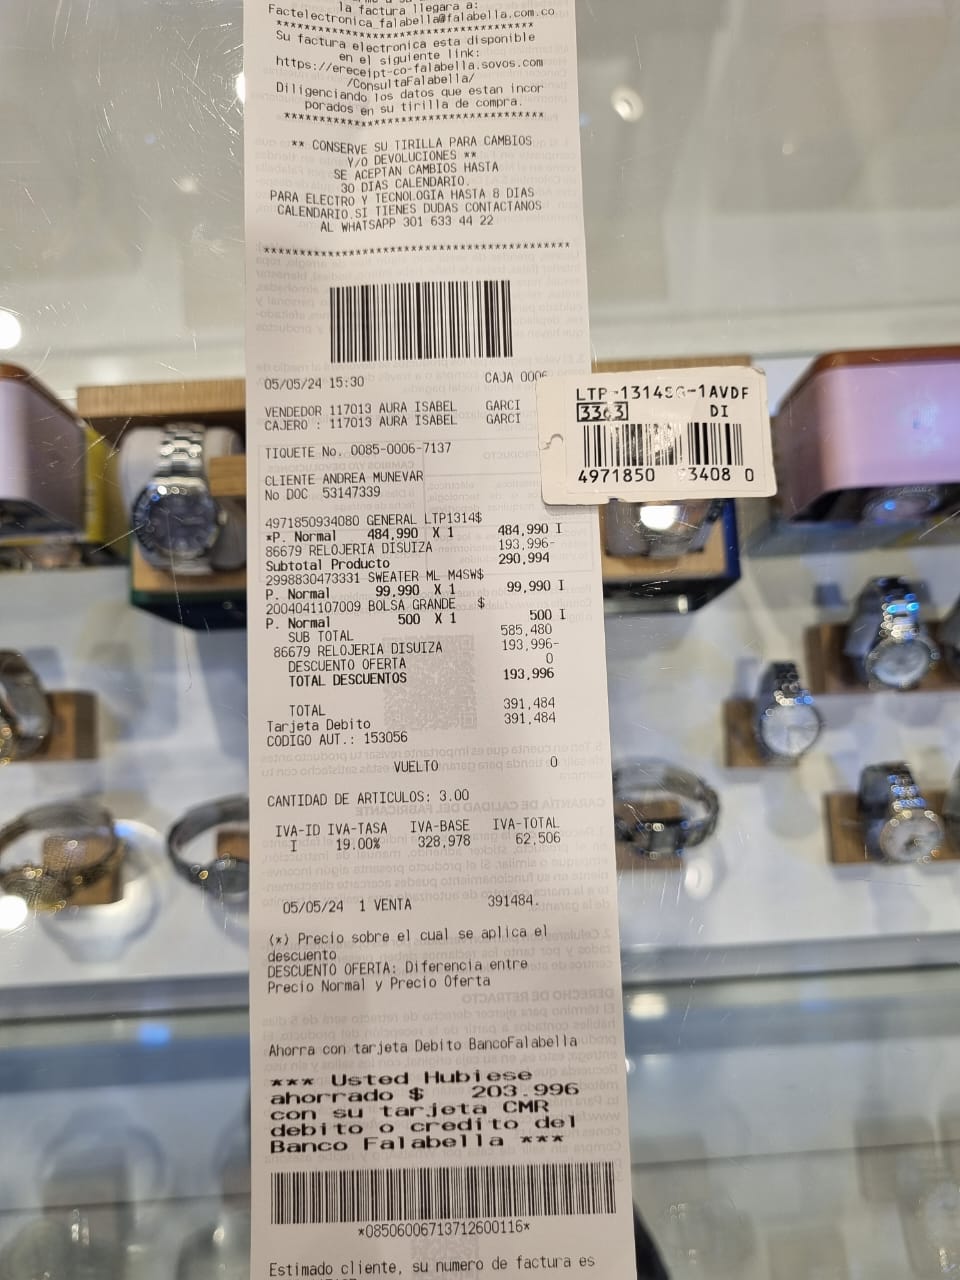 la factura llegara a:
Factelectronica_falabella@falabella.com.co
****************************************
Su factura electronica esta disponible
en el siguiente link:
https://ereceipt-co-falabella.sovos.com
/ConsultaFalabella/
Diligenciando los datos que estan incor
porados en su tirilla de compra.
****************************************
** CONSERVE SU TIRILLA PARA CAMBIOS
Y/O DEVOLUCIONES **
SE ACEPTAN CAMBIOS HASTA
30 DIAS CALENDARIO.
PARA ELECTRO Y TECNOLOGIA HASTA 8 DIAS
CALENDARIO.SI TIENES DUDAS CONTACTANOS
AL WHATSAPP 301 633 44 22
****************************************
05/05/24 15:30 CAJA 0006
VENDEDOR 117013 AURA ISABEL GARCI
CAJERO : 117013 AURA ISABEL GARCI
TIQUETE No. 0085-0006-7137
CLIENTE ANDREA MUNEVAR
No DOC 53147339
4971850934080 GENERAL LTP1314$
*P. Normal 484,990 X 1 484,990 I
86679 RELOJERIA DISUIZA 193,996-
Subtotal Producto 290,994
2998830473331 SWEATER ML M4SW$
P. Normal 99,990 X 1 99,990 I
2004041107009 BOLSA GRANDE $
P. Normal 500 X 1 500 I
SUB TOTAL 585,480
86679 RELOJERIA DISUIZA 193,996-
DESCUENTO OFERTA 0
TOTAL DESCUENTOS 193,996
TOTAL 391,484
Tarjeta Debito 391,484
CODIGO AUT.: 153056
VUELTO 0
CANTIDAD DE ARTICULOS: 3.00
IVA-ID IVA-TASA IVA-BASE IVA-TOTAL
I 19.00% 328,978 62,506
05/05/24 1 VENTA 391484.
(*) Precio sobre el cual se aplica el
descuento
DESCUENTO OFERTA: Diferencia entre
Precio Normal y Precio Oferta
Ahorra con tarjeta Debito BancoFalabella
*** Usted Hubiese
ahorrado $ 203.996
con su tarjeta CMR
debito o credito del
Banco Falabella ***
*08506006713712600116*
Estimado cliente, su numero de factura es
LTP-1314SG-1AVDF
3363 DI
4971850 93408 0